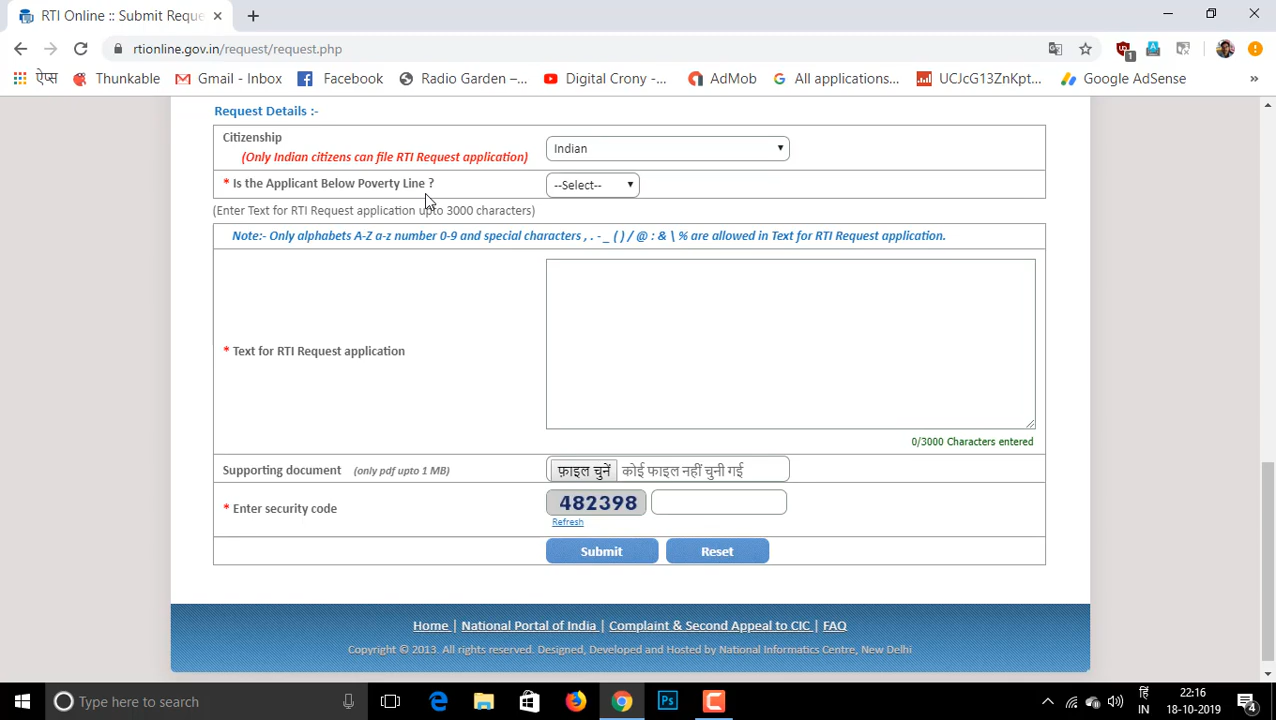 RTI Online :: Submit Reque
rtionline.gov.in/request/request.php
ऐप्स Thunkable Gmail - Inbox Facebook Radio Garden –... Digital Crony -... AdMob All applications... UCJcG13ZnKpt... Google AdSense »
Request Details :-
Citizenship
(Only Indian citizens can file RTI Request application)
Indian
* Is the Applicant Below Poverty Line ?
--Select--
(Enter Text for RTI Request application upto 3000 characters)
Note:- Only alphabets A-Z a-z number 0-9 and special characters , . - _ ( ) / @ : & \ % are allowed in Text for RTI Request application.
* Text for RTI Request application
0/3000 Characters entered
Supporting document (only pdf upto 1 MB)
फ़ाइल चुनें कोई फाइल नहीं चुनी गई
* Enter security code
482398
Refresh
Submit Reset
Home | National Portal of India | Complaint & Second Appeal to CIC | FAQ
Copyright © 2013. All rights reserved. Designed, Developed and Hosted by National Informatics Centre, New Delhi
Type here to search
Ps
हिं
IN
22:16
18-10-2019
4